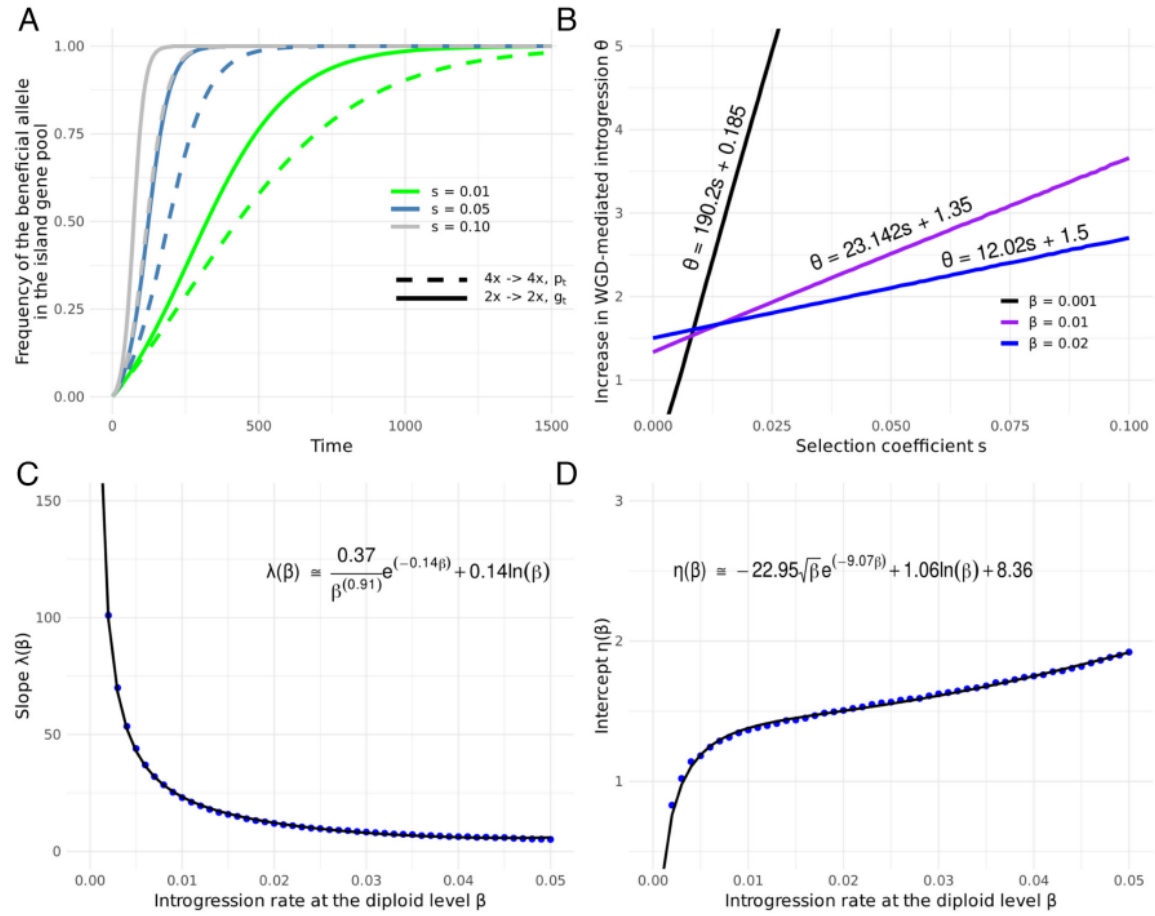 A
Frequency of the beneficial allele
in the island gene pool
1.00
0.75
0.50
0.25
0.00
s = 0.01
s = 0.05
s = 0.10
4x -> 4x, pₜ
2x -> 2x, gₜ
0
500
1000
1500
Time
B
Increase in WGD-mediated introgression θ
5
4
3
2
1
θ = 190.2s + 0.185
θ = 23.142s + 1.35
θ = 12.02s + 1.5
β = 0.001
β = 0.01
β = 0.02
0.000
0.025
0.050
0.075
0.100
Selection coefficient s
C
Slope λ(β)
150
100
50
0
λ(β) ≅ 0.37/β^(0.91) e^(-0.14β) + 0.14ln(β)
0.00
0.01
0.02
0.03
0.04
0.05
Introgression rate at the diploid level β
D
Intercept η(β)
3
2
1
η(β) ≅ -22.95√β e^(-9.07β) + 1.06ln(β) + 8.36
0.00
0.01
0.02
0.03
0.04
0.05
Introgression rate at the diploid level β